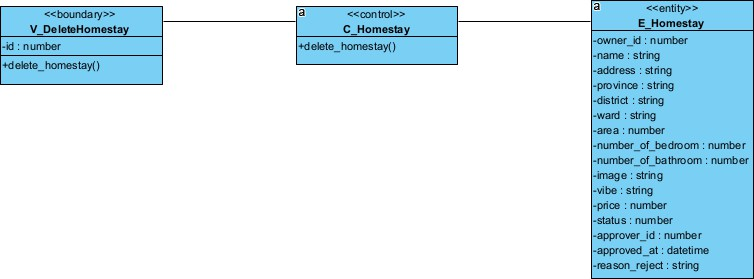 <<boundary>>
V_DeleteHomestay
-id : number
+delete_homestay()
a
<<control>>
C_Homestay
+delete_homestay()
a
<<entity>>
E_Homestay
-owner_id : number
-name : string
-address : string
-province : string
-district : string
-ward : string
-area : number
-number_of_bedroom : number
-number_of_bathroom : number
-image : string
-vibe : string
-price : number
-status : number
-approver_id : number
-approved_at : datetime
-reason_reject : string